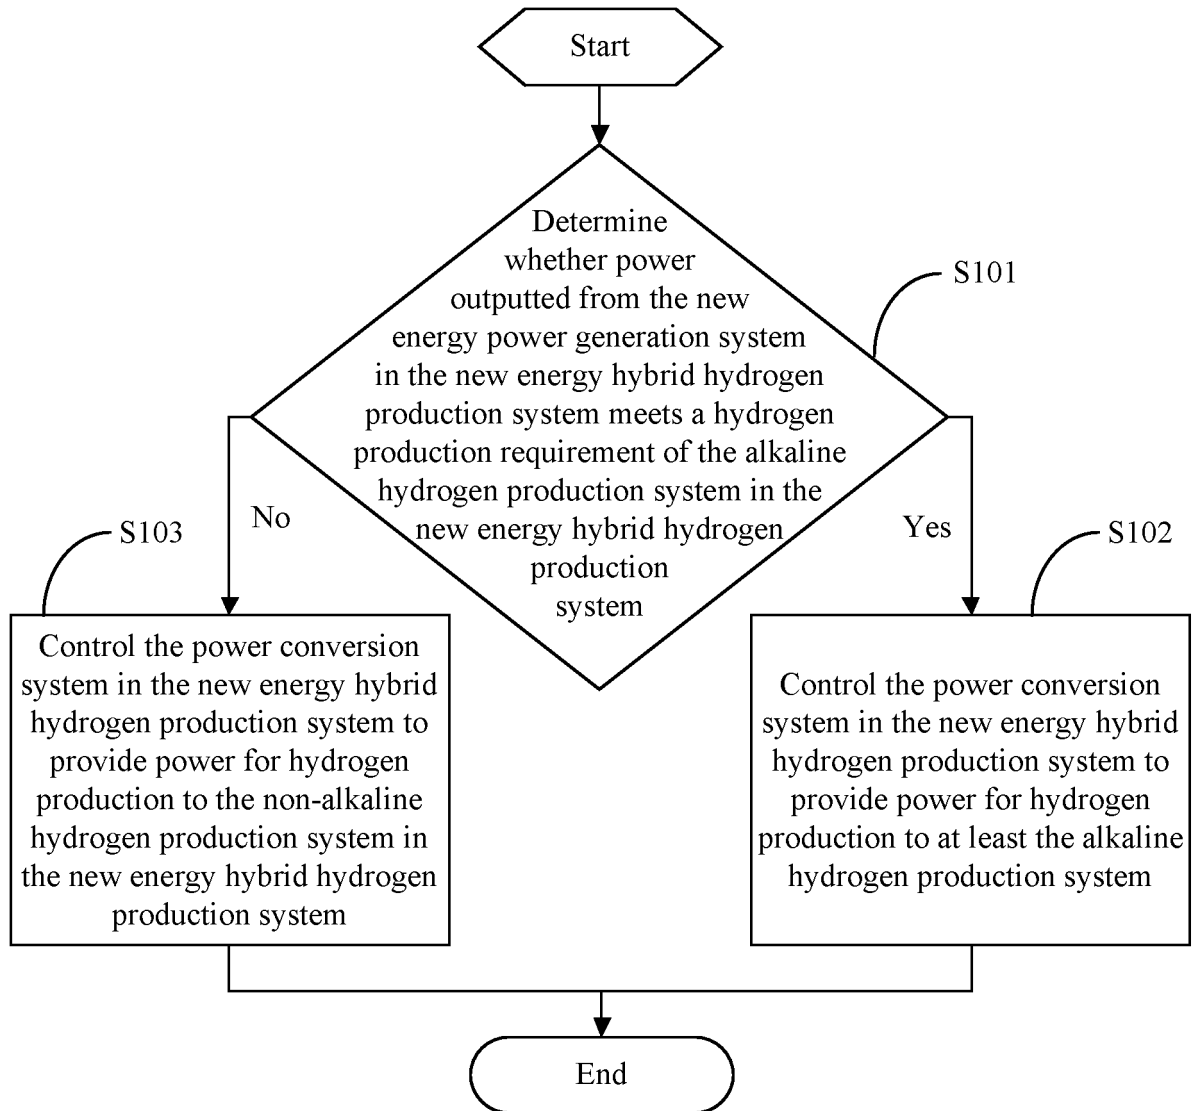 Start
Determine
whether power
outputted from the new
energy power generation system
in the new energy hybrid hydrogen
production system meets a hydrogen
production requirement of the alkaline
hydrogen production system in the
new energy hybrid hydrogen
production
system
S101
No
Yes
S103
S102
Control the power conversion
system in the new energy hybrid
hydrogen production system to
provide power for hydrogen
production to the non-alkaline
hydrogen production system in
the new energy hybrid hydrogen
production system
Control the power conversion
system in the new energy hybrid
hydrogen production system to
provide power for hydrogen
production to at least the alkaline
hydrogen production system
End